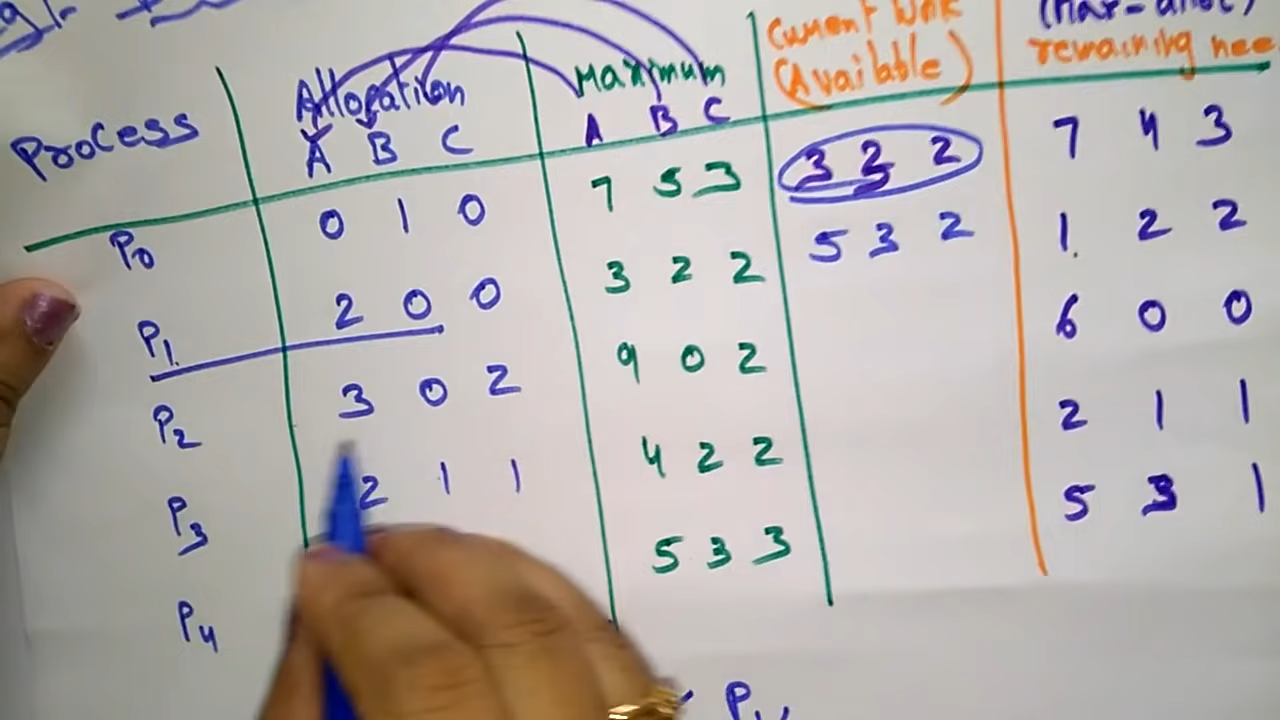 Current Work (Max-alloc)
Process Allocation Maximum (Available) remaining nee
A B C A B C
P0 0 1 0 7 5 3 3 3 2 7 4 3
P1 2 0 0 3 2 2 5 3 2 1 2 2
P2 3 0 2 9 0 2 6 0 0
P3 2 1 1 4 2 2 2 1 1
P4 5 3 3 5 3 1